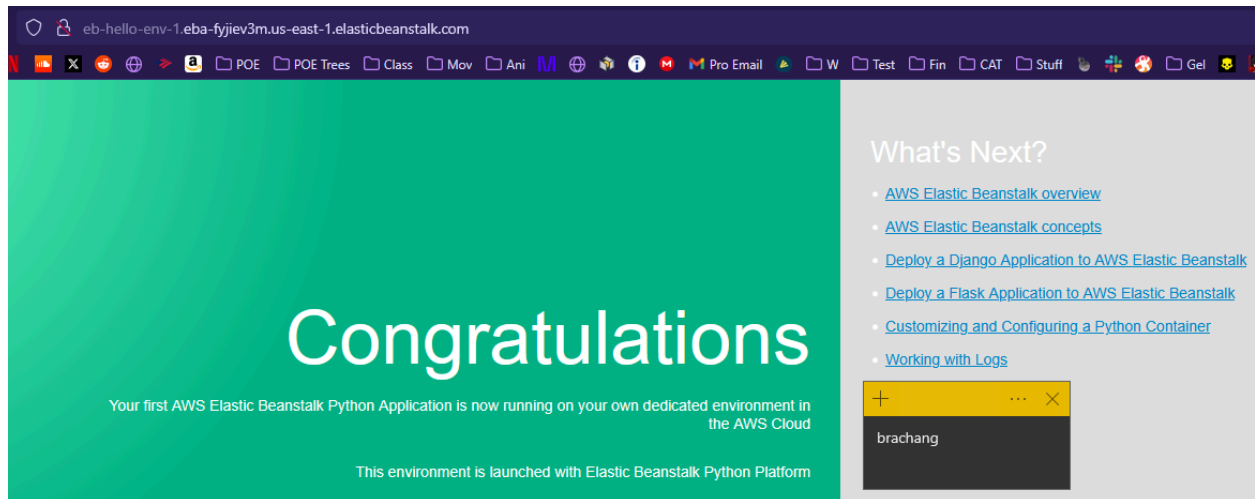 eb-hello-env-1.eba-fyjiev3m.us-east-1.elasticbeanstalk.com
POE POE Trees Class Mov Ani Pro Email W Test Fin CAT Stuff Gel
What's Next?
AWS Elastic Beanstalk overview
AWS Elastic Beanstalk concepts
Deploy a Django Application to AWS Elastic Beanstalk
Deploy a Flask Application to AWS Elastic Beanstalk
Customizing and Configuring a Python Container
Working with Logs
Congratulations
Your first AWS Elastic Beanstalk Python Application is now running on your own dedicated environment in
the AWS Cloud
This environment is launched with Elastic Beanstalk Python Platform
brachang